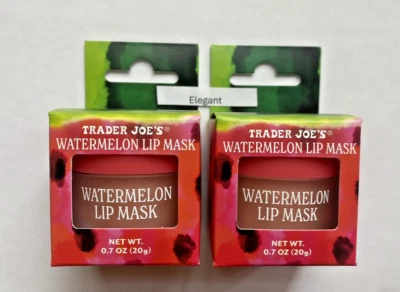 Elegant
TRADER JOE'S®
WATERMELON LIP MASK
WATERMELON
LIP MASK
NET WT.
0.7 OZ (20g)
TRADER JOE'S®
WATERMELON LIP MASK
WATERMELON
LIP MASK
NET WT.
0.7 OZ (20g)